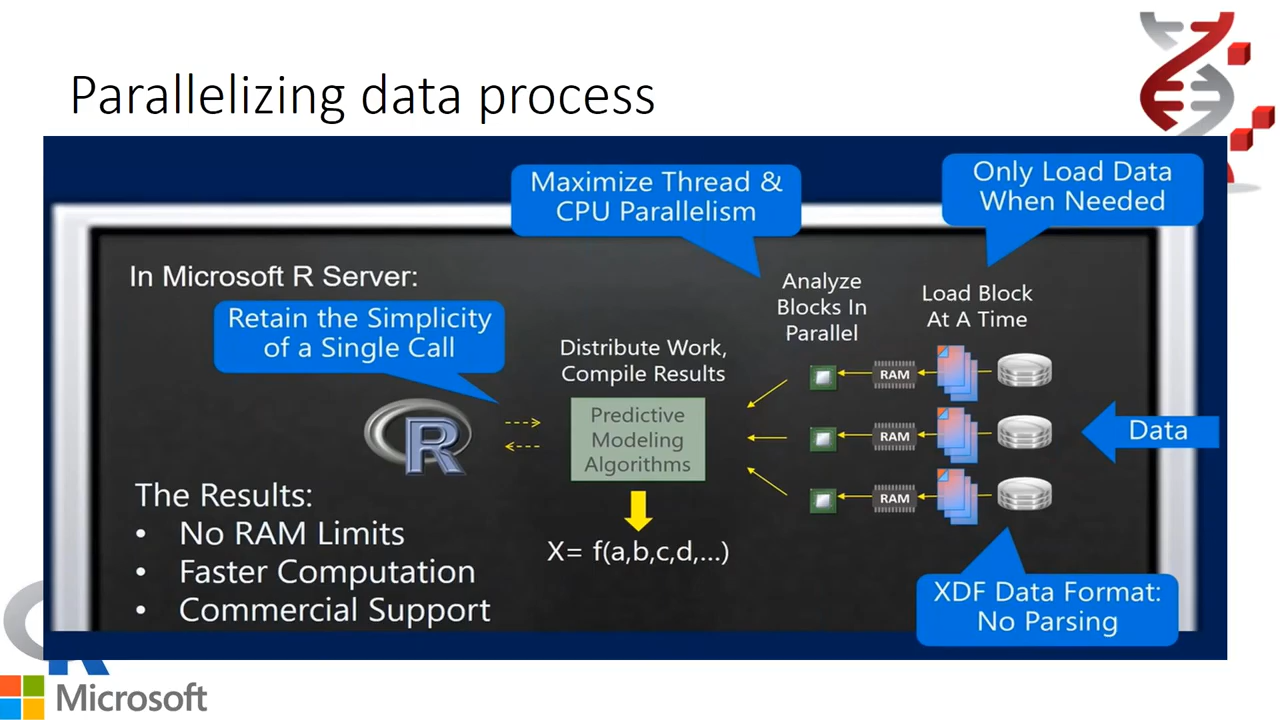 Parallelizing data process
Maximize Thread &
CPU Parallelism
Only Load Data
When Needed
In Microsoft R Server:
Retain the Simplicity
of a Single Call
Analyze
Blocks In
Parallel
Load Block
At A Time
Distribute Work,
Compile Results
Predictive
Modeling
Algorithms
R
RAM
RAM
RAM
Data
The Results:
• No RAM Limits
• Faster Computation
• Commercial Support
X= f(a,b,c,d,...)
XDF Data Format:
No Parsing
R
Microsoft